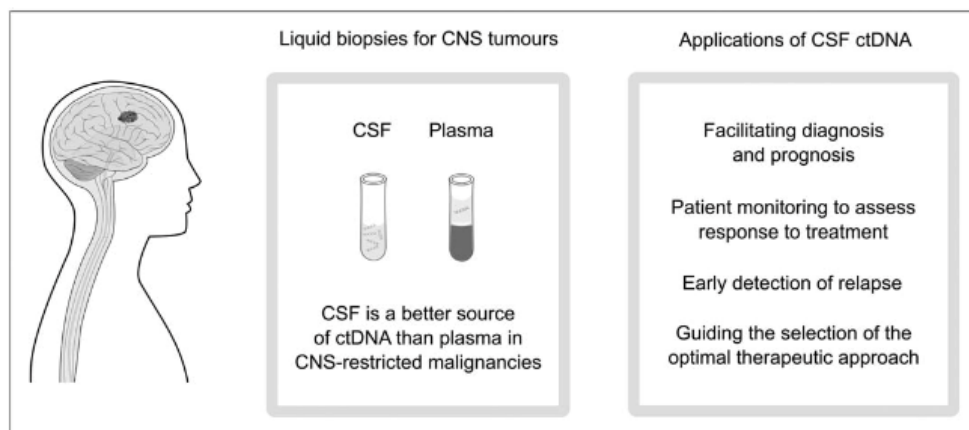 Liquid biopsies for CNS tumours
CSF
Plasma
CSF is a better source
of ctDNA than plasma in
CNS-restricted malignancies
Applications of CSF ctDNA
Facilitating diagnosis
and prognosis
Patient monitoring to assess
response to treatment
Early detection of relapse
Guiding the selection of the
optimal therapeutic approach